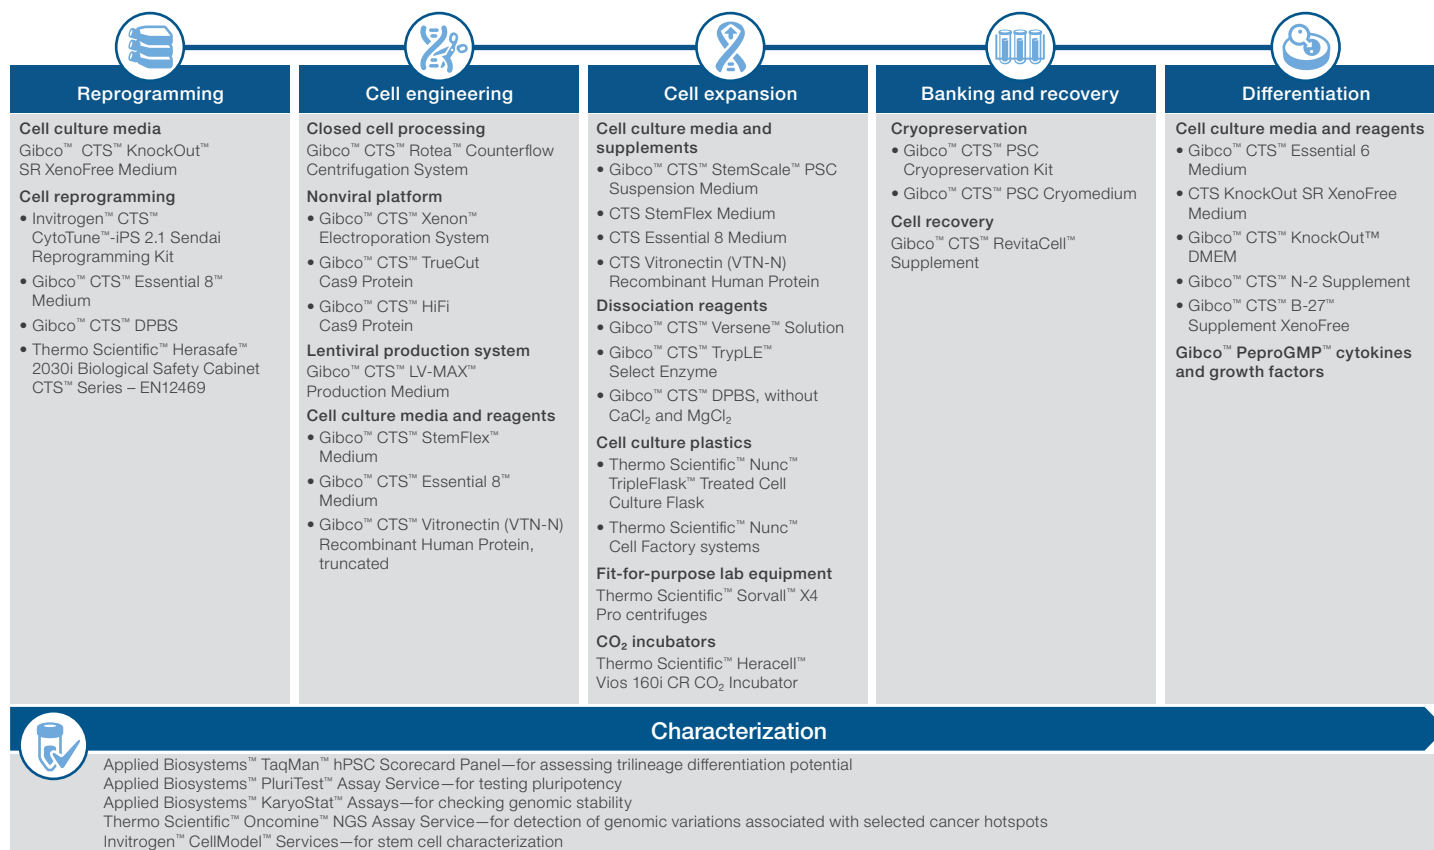 Reprogramming
Cell culture media
Gibco™ CTS™ KnockOut™
SR XenoFree Medium
Cell reprogramming
• Invitrogen™ CTS™
CytoTune™-iPS 2.1 Sendai
Reprogramming Kit
• Gibco™ CTS™ Essential 8™
Medium
• Gibco™ CTS™ DPBS
• Thermo Scientific™ Herasafe™
2030i Biological Safety Cabinet
CTS™ Series – EN12469
Cell engineering
Closed cell processing
Gibco™ CTS™ Rotea™ Counterflow
Centrifugation System
Nonviral platform
• Gibco™ CTS™ Xenon™
Electroporation System
• Gibco™ CTS™ TrueCut
Cas9 Protein
• Gibco™ CTS™ HiFi
Cas9 Protein
Lentiviral production system
Gibco™ CTS™ LV-MAX™
Production Medium
Cell culture media and reagents
• Gibco™ CTS™ StemFlex™
Medium
• Gibco™ CTS™ Essential 8™
Medium
• Gibco™ CTS™ Vitronectin (VTN-N)
Recombinant Human Protein,
truncated
Cell expansion
Cell culture media and
supplements
• Gibco™ CTS™ StemScale™ PSC
Suspension Medium
• CTS StemFlex Medium
• CTS Essential 8 Medium
• CTS Vitronectin (VTN-N)
Recombinant Human Protein
Dissociation reagents
• Gibco™ CTS™ Versene™ Solution
• Gibco™ CTS™ TrypLE™
Select Enzyme
• Gibco™ CTS™ DPBS, without
CaCl₂ and MgCl₂
Cell culture plastics
• Thermo Scientific™ Nunc™
TripleFlask™ Treated Cell
Culture Flask
• Thermo Scientific™ Nunc™
Cell Factory systems
Fit-for-purpose lab equipment
Thermo Scientific™ Sorvall™ X4
Pro centrifuges
CO₂ incubators
Thermo Scientific™ Heracell™
Vios 160i CR CO₂ Incubator
Banking and recovery
Cryopreservation
• Gibco™ CTS™ PSC
Cryopreservation Kit
• Gibco™ CTS™ PSC Cryomedium
Cell recovery
Gibco™ CTS™ RevitaCell™
Supplement
Differentiation
Cell culture media and reagents
• Gibco™ CTS™ Essential 6
Medium
• CTS KnockOut SR XenoFree
Medium
• Gibco™ CTS™ KnockOut™
DMEM
• Gibco™ CTS™ N-2 Supplement
• Gibco™ CTS™ B-27™
Supplement XenoFree
Gibco™ PeproGMP™ cytokines
and growth factors
Characterization
Applied Biosystems™ TaqMan™ hPSC Scorecard Panel—for assessing trilineage differentiation potential
Applied Biosystems™ PluriTest™ Assay Service—for testing pluripotency
Applied Biosystems™ KaryoStat™ Assays—for checking genomic stability
Thermo Scientific™ Oncomine™ NGS Assay Service—for detection of genomic variations associated with selected cancer hotspots
Invitrogen™ CellModel™ Services—for stem cell characterization